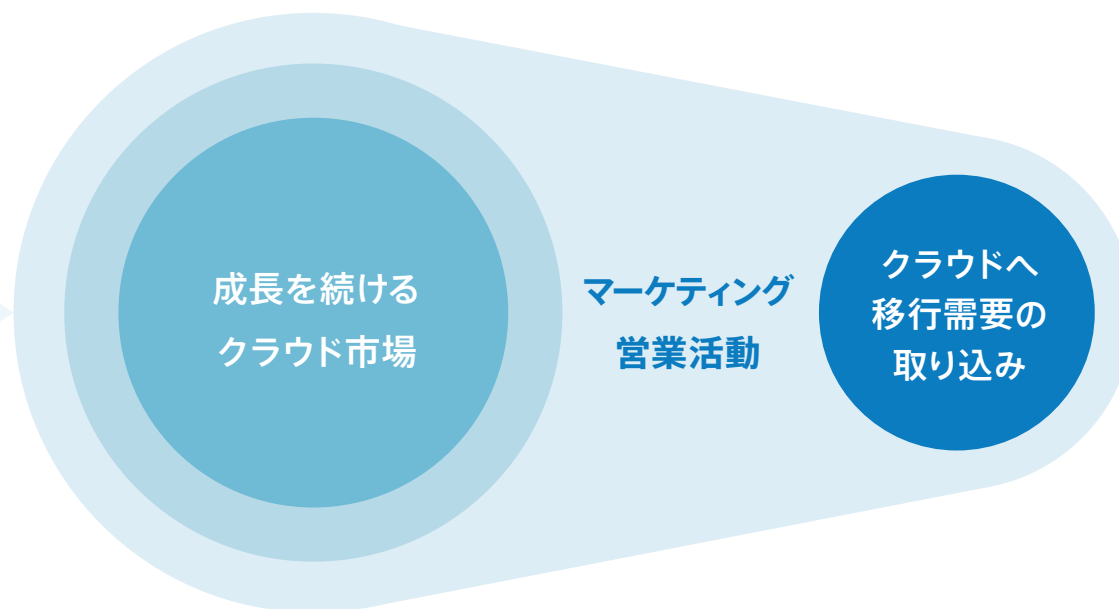 成長を続ける
クラウド市場
マーケティング
営業活動
クラウドへ
移行需要の
取り込み